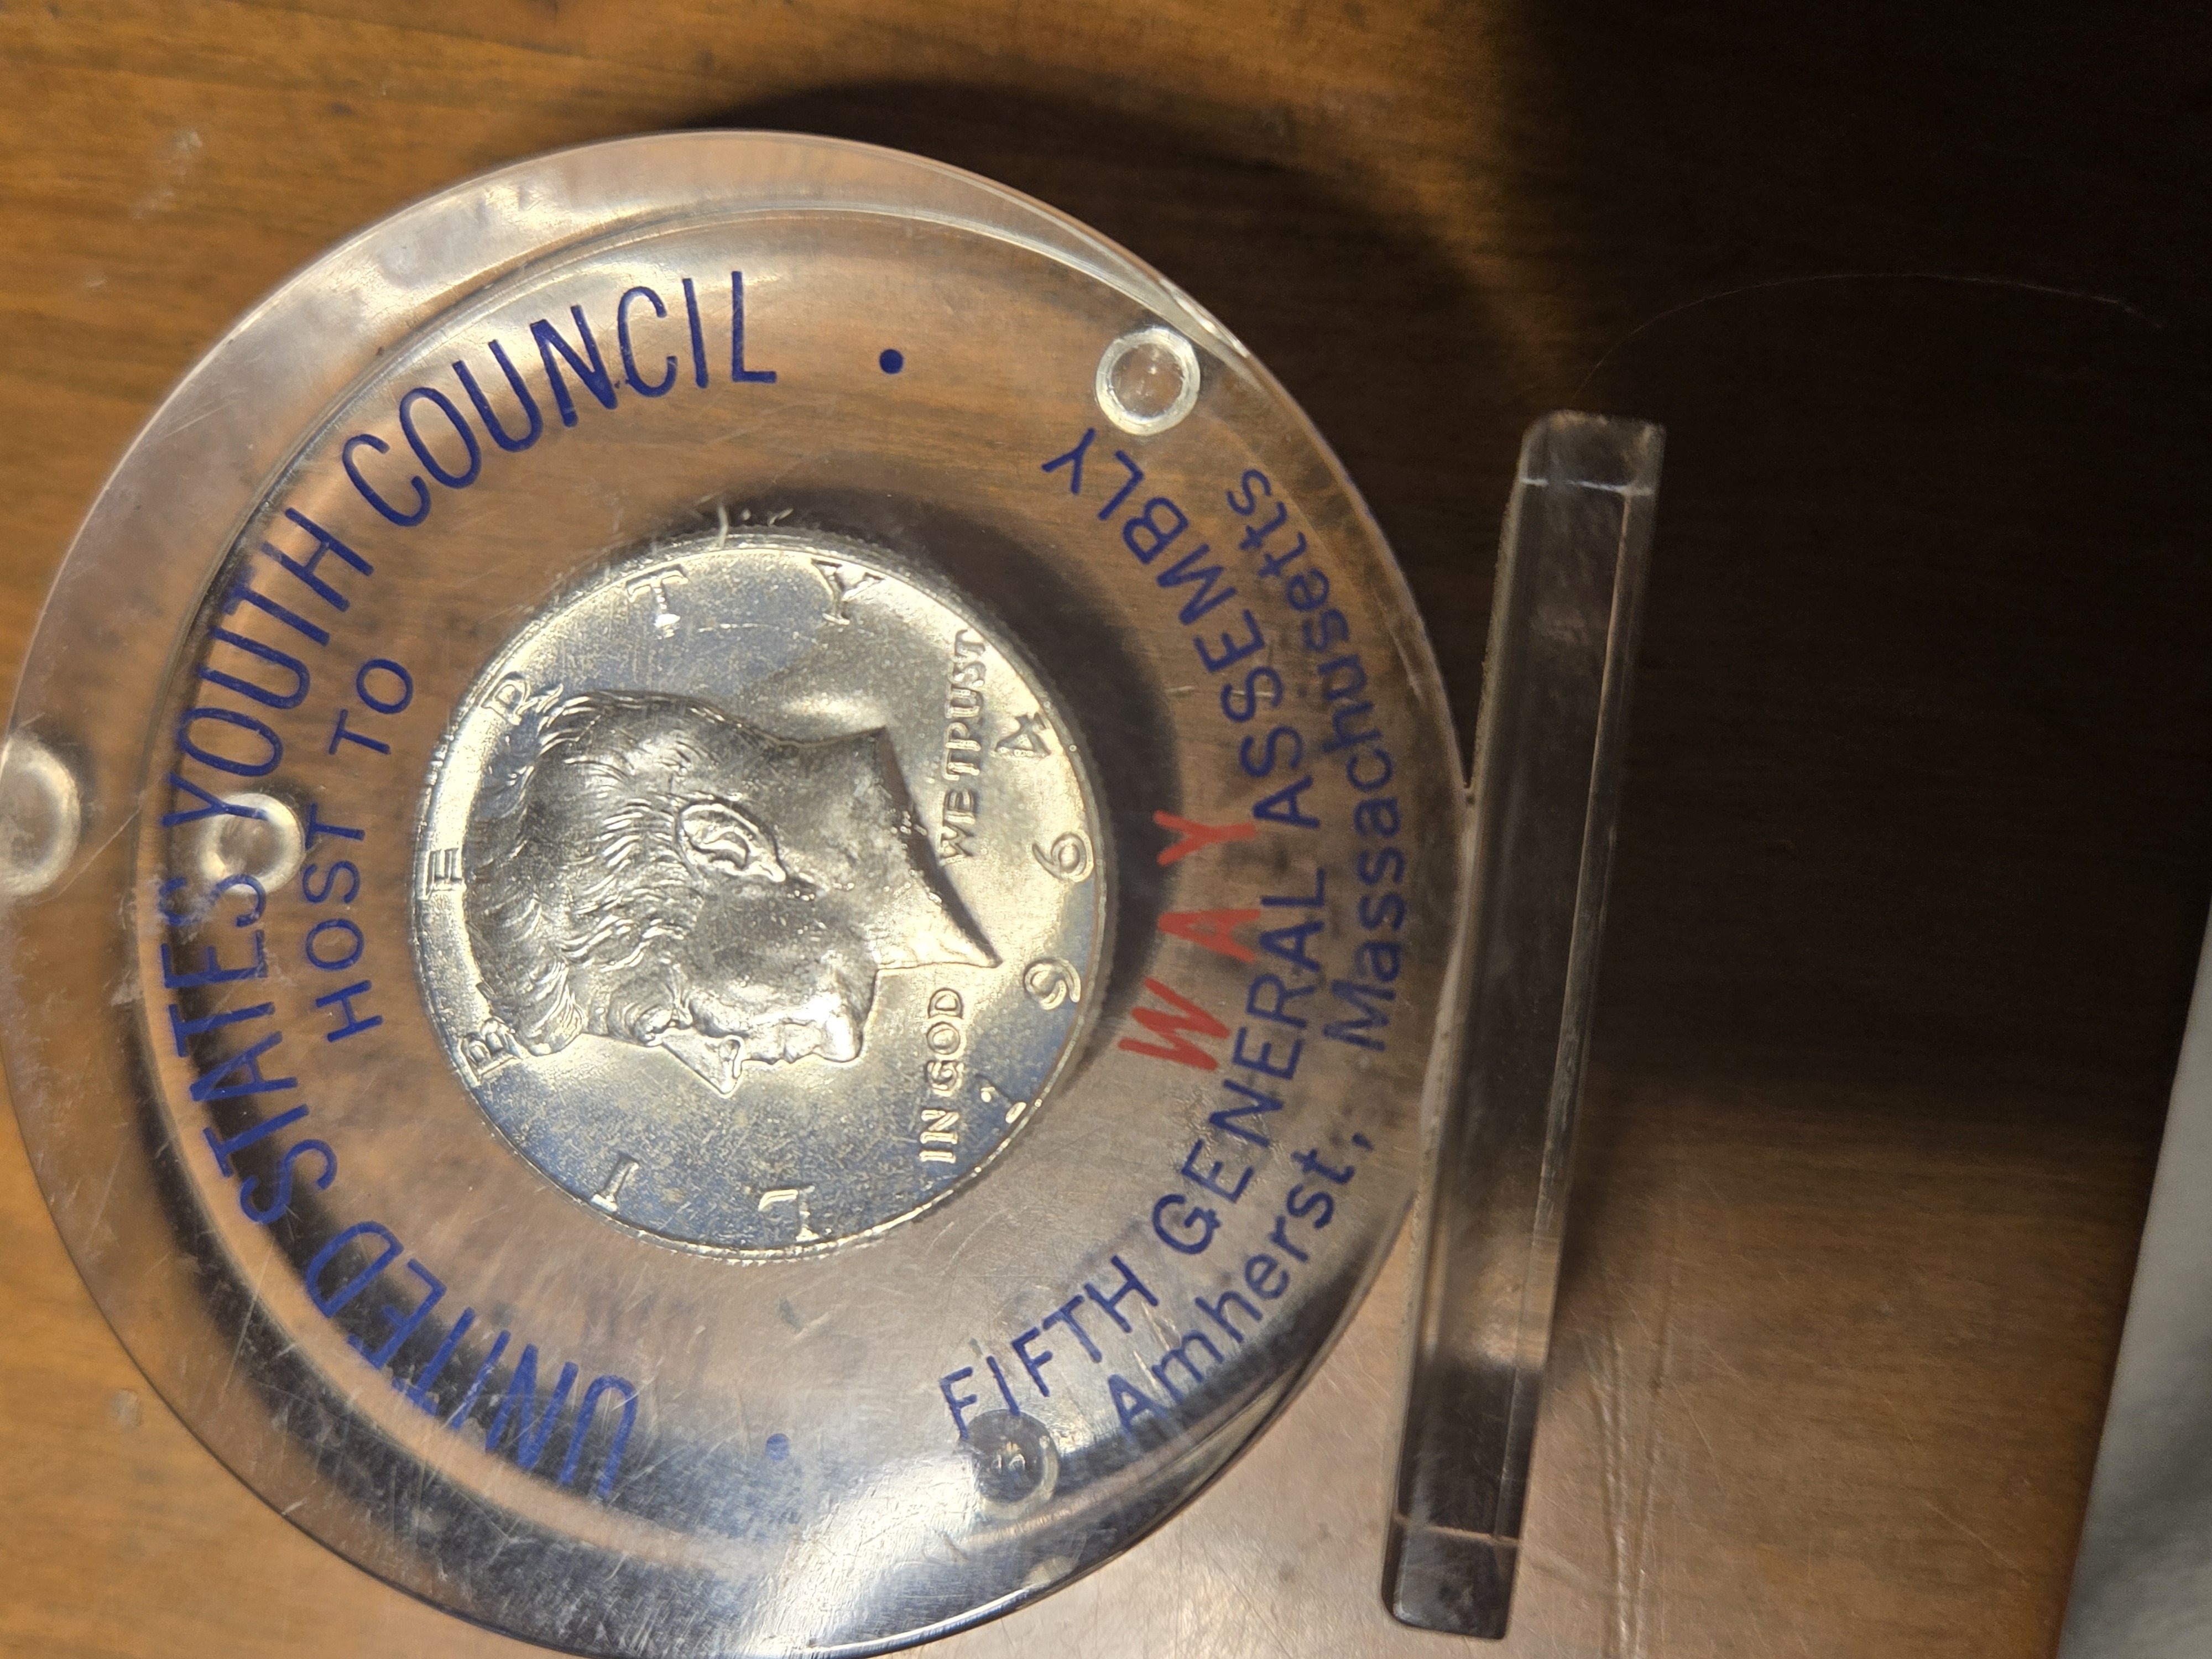 UNITED STATES YOUTH COUNCIL
HOST TO
LIBERTY
IN GOD WE TRUST
1964
WAY
FIFTH GENERAL ASSEMBLY
Amherst, Massachusetts